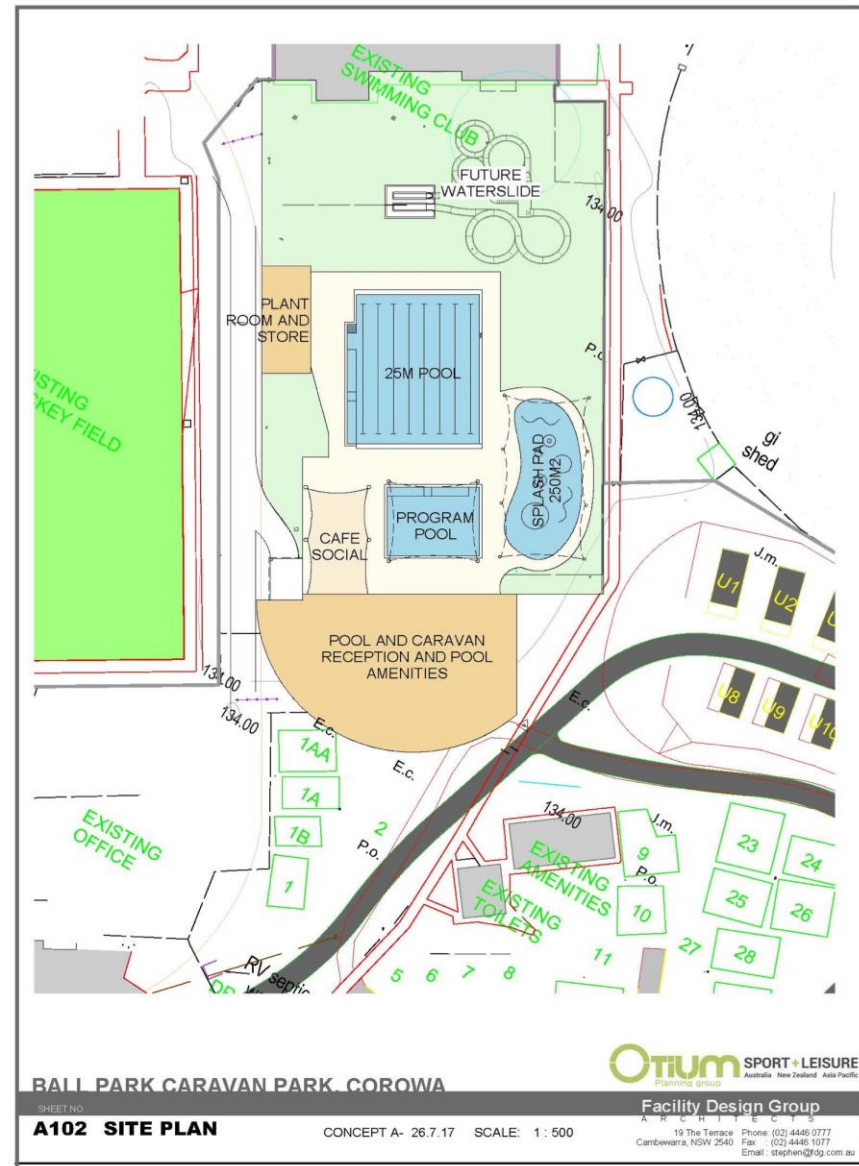 EXISTING
SWIMMING CLUB
FUTURE
WATERSLIDE
134.00
PLANT
ROOM AND
STORE
25M POOL
P.o
134.00
gi
shed
SPLASH PAD
250M2
PROGRAM
POOL
CAFE
SOCIAL
KEY FIELD
J.m.
U1
U2
U8
U9
U10
POOL AND CARAVAN
RECEPTION AND POOL
AMENITIES
134.00
134.00
E.c.
E.c.
E.c.
1AA
1A
1B
1
2
P.o.
EXISTING
OFFICE
134.00
EXISTING
AMENITIES
EXISTING
TOILETS
J.m.
9
P.o.
10
11
23
24
25
26
27
28
RV septic
5
6
7
8
BALL PARK CARAVAN PARK, COROWA
OTIUM
Planning group
SPORT+LEISURE
Australia New Zealand Asia Pacific
SHEET NO
A102 SITE PLAN
CONCEPT A- 26.7.17 SCALE: 1 : 500
Facility Design Group
ARCHITECTS
19 The Terrace Phone: (02) 4446 0777
Cambewarra, NSW 2540 Fax : (02) 4446 1077
Email : stephen@fdg.com.au